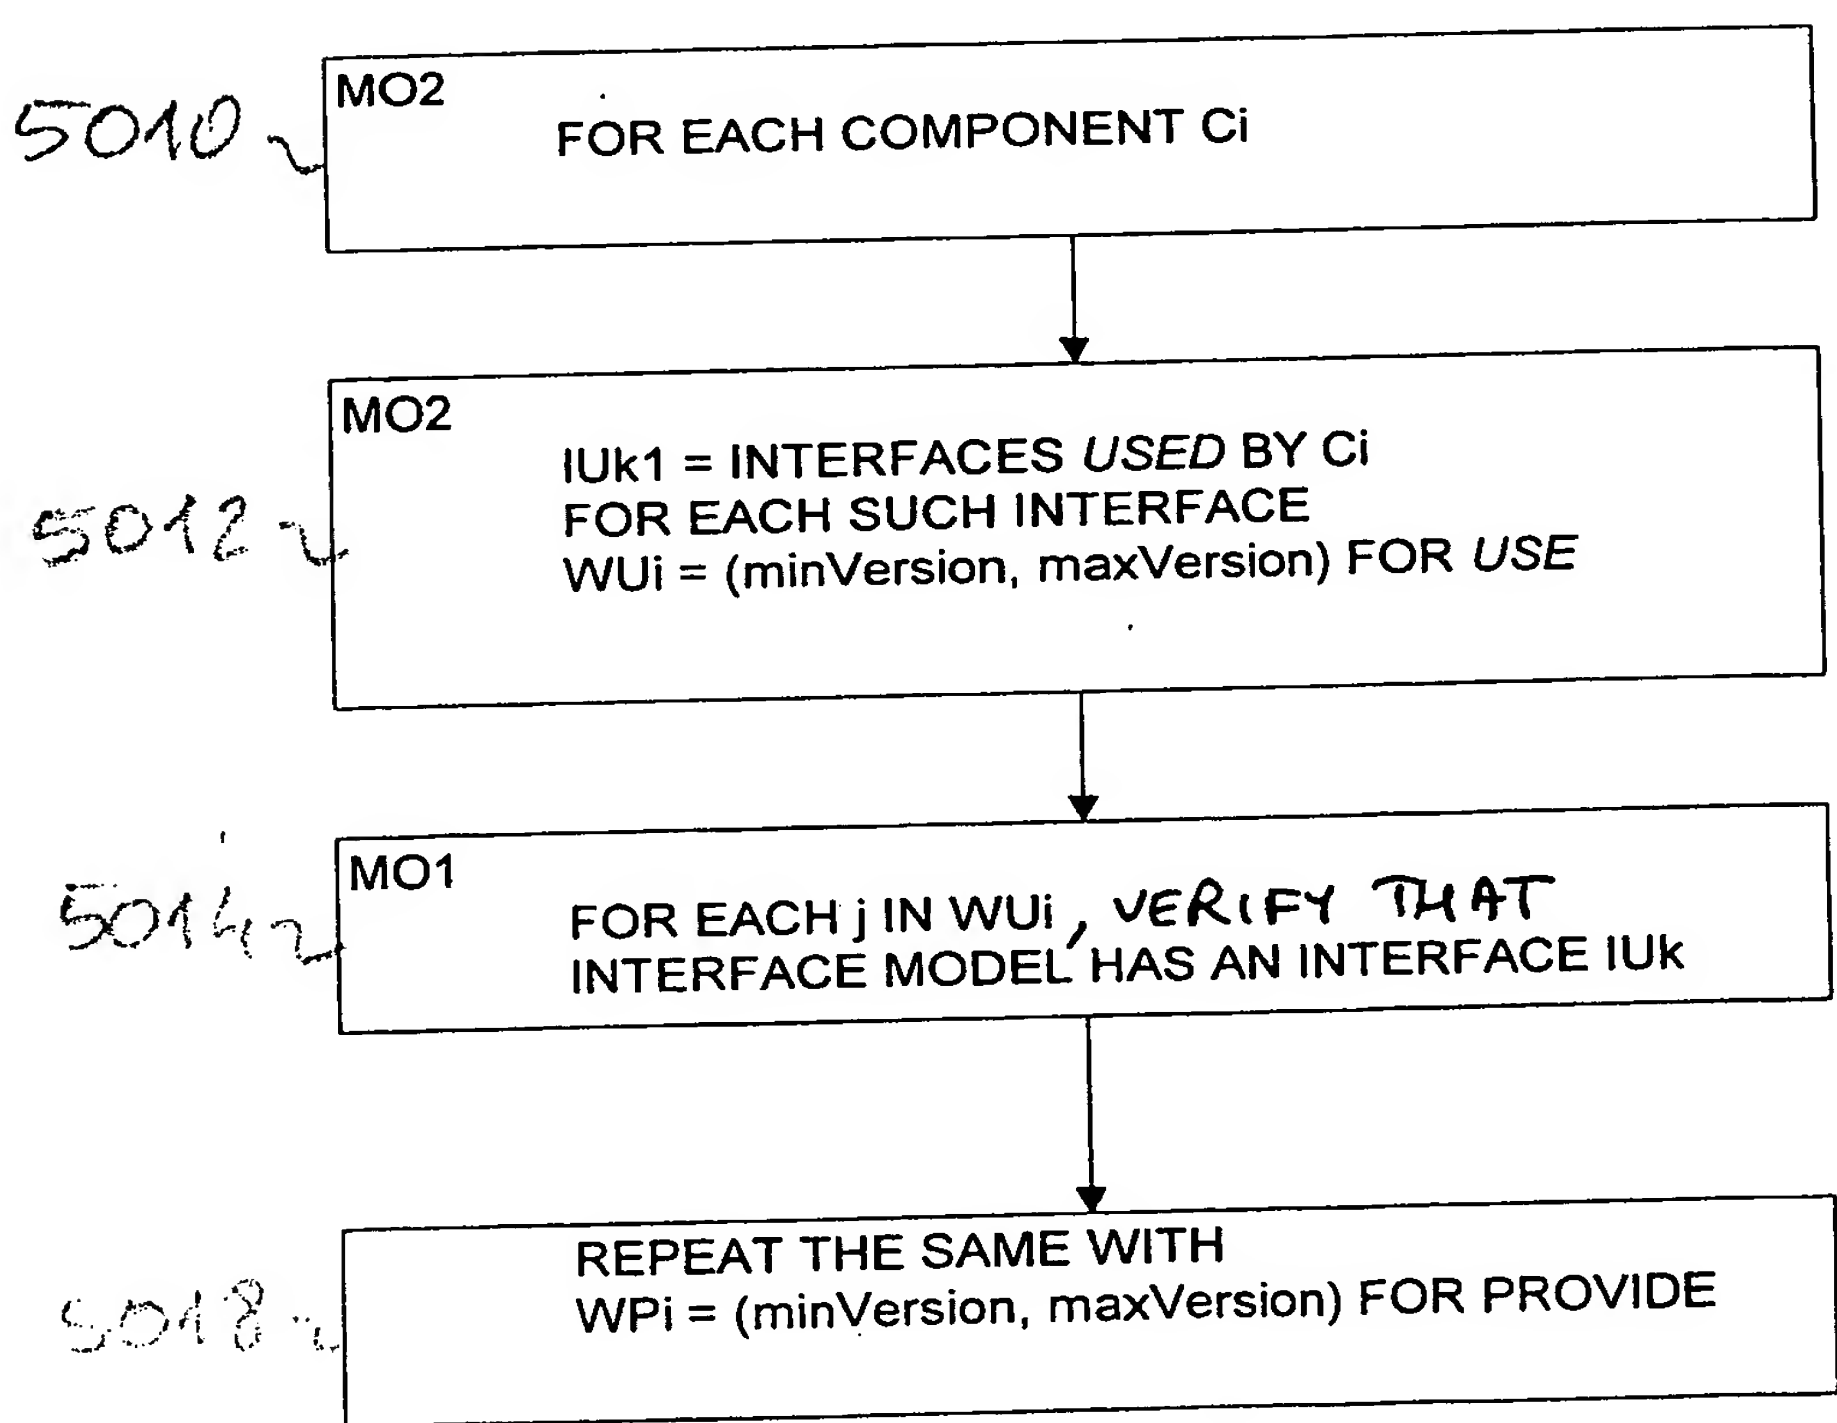 5010
MO2
FOR EACH COMPONENT Ci
5012
MO2
IUk1 = INTERFACES USED BY Ci
FOR EACH SUCH INTERFACE
WUi = (minVersion, maxVersion) FOR USE
5014
MO1
FOR EACH j IN WUi, VERIFY THAT
INTERFACE MODEL HAS AN INTERFACE IUk
5018
REPEAT THE SAME WITH
WPi = (minVersion, maxVersion) FOR PROVIDE